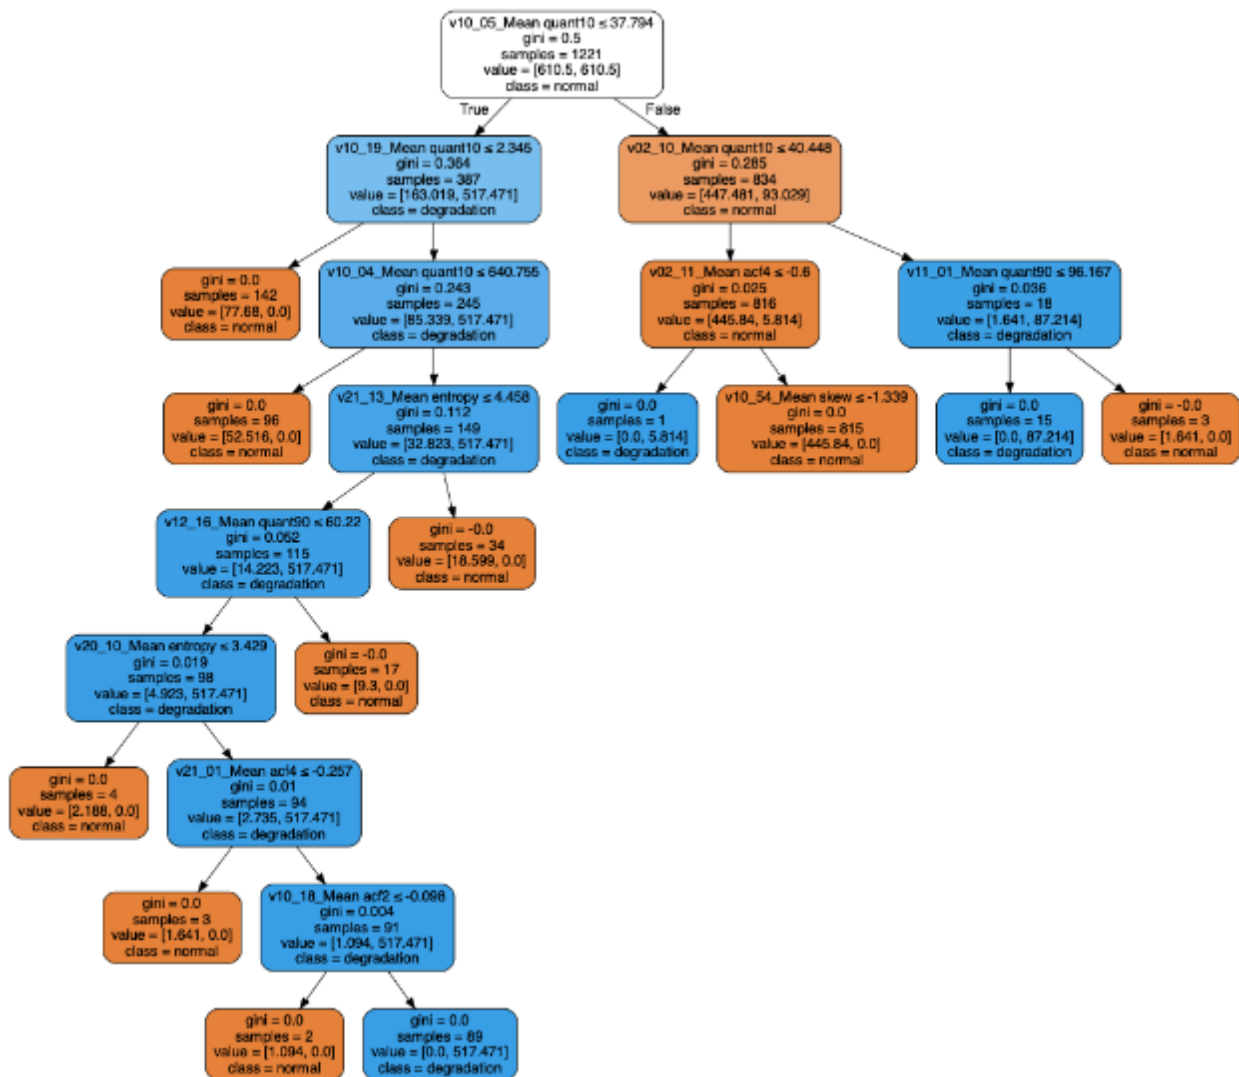 v10_05_Mean quant10 ≤ 37.794
gini = 0.5
samples = 1221
value = [610.5, 610.5]
class = normal
True
False
v10_19_Mean quant10 ≤ 2.345
gini = 0.364
samples = 387
value = [163.019, 517.471]
class = degradation
v02_10_Mean quant10 ≤ 40.448
gini = 0.285
samples = 834
value = [447.481, 93.029]
class = normal
gini = 0.0
samples = 142
value = [77.68, 0.0]
class = normal
v10_04_Mean quant10 ≤ 640.755
gini = 0.243
samples = 245
value = [85.339, 517.471]
class = degradation
v02_11_Mean acf4 ≤ -0.6
gini = 0.025
samples = 816
value = [445.84, 5.814]
class = normal
v11_01_Mean quant90 ≤ 96.167
gini = 0.036
samples = 18
value = [1.641, 87.214]
class = degradation
gini = 0.0
samples = 96
value = [52.516, 0.0]
class = normal
v21_13_Mean entropy ≤ 4.458
gini = 0.112
samples = 149
value = [32.823, 517.471]
class = degradation
gini = 0.0
samples = 1
value = [0.0, 5.814]
class = degradation
v10_54_Mean skew ≤ -1.339
gini = 0.0
samples = 815
value = [445.84, 0.0]
class = normal
gini = 0.0
samples = 15
value = [0.0, 87.214]
class = degradation
gini = -0.0
samples = 3
value = [1.641, 0.0]
class = normal
v12_16_Mean quant90 ≤ 60.22
gini = 0.052
samples = 115
value = [14.223, 517.471]
class = degradation
gini = -0.0
samples = 34
value = [18.599, 0.0]
class = normal
v20_10_Mean entropy ≤ 3.429
gini = 0.019
samples = 98
value = [4.923, 517.471]
class = degradation
gini = -0.0
samples = 17
value = [9.3, 0.0]
class = normal
gini = 0.0
samples = 4
value = [2.188, 0.0]
class = normal
v21_01_Mean acf4 ≤ -0.257
gini = 0.01
samples = 94
value = [2.735, 517.471]
class = degradation
gini = 0.0
samples = 3
value = [1.641, 0.0]
class = normal
v10_18_Mean acf2 ≤ -0.098
gini = 0.004
samples = 91
value = [1.094, 517.471]
class = degradation
gini = 0.0
samples = 2
value = [1.094, 0.0]
class = normal
gini = 0.0
samples = 89
value = [0.0, 517.471]
class = degradation